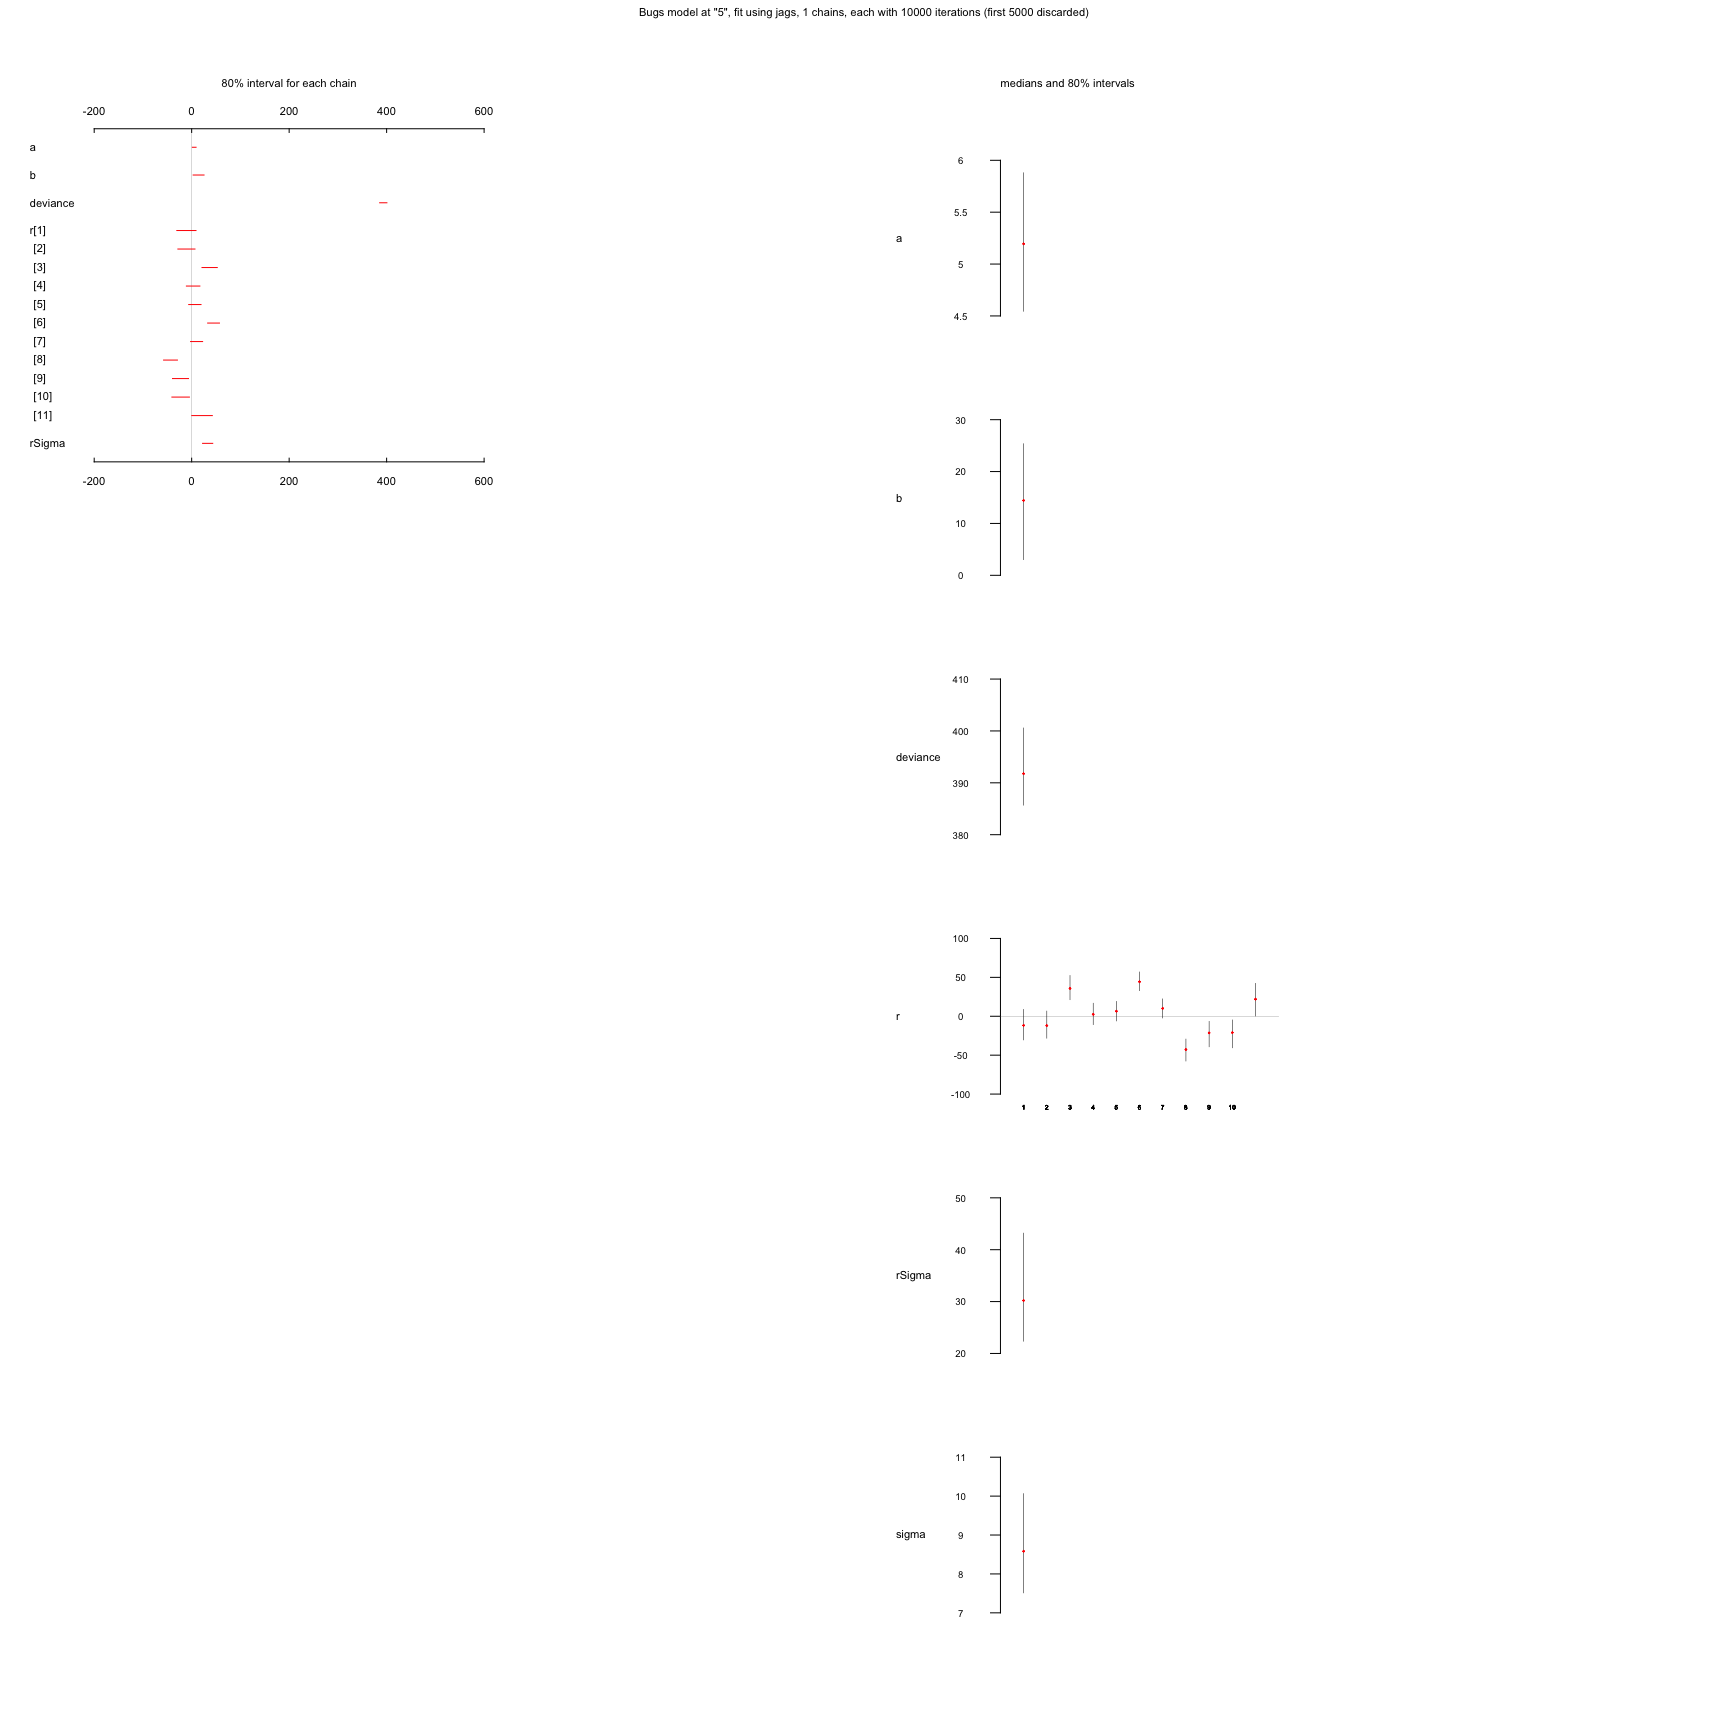 Bugs model at "5", fit using jags, 1 chains, each with 10000 iterations (first 5000 discarded)
80% interval for each chain
-200 0 200 400 600
a
b
deviance
r[1]
[2]
[3]
[4]
[5]
[6]
[7]
[8]
[9]
[10]
[11]
rSigma
-200 0 200 400 600
medians and 80% intervals
6
5.5
a
5
4.5
30
20
b
10
0
410
400
deviance
390
380
100
50
r 0
-50
-100
1 2 3 4 5 6 7 8 9 10
50
40
rSigma
30
20
11
10
sigma 9
8
7